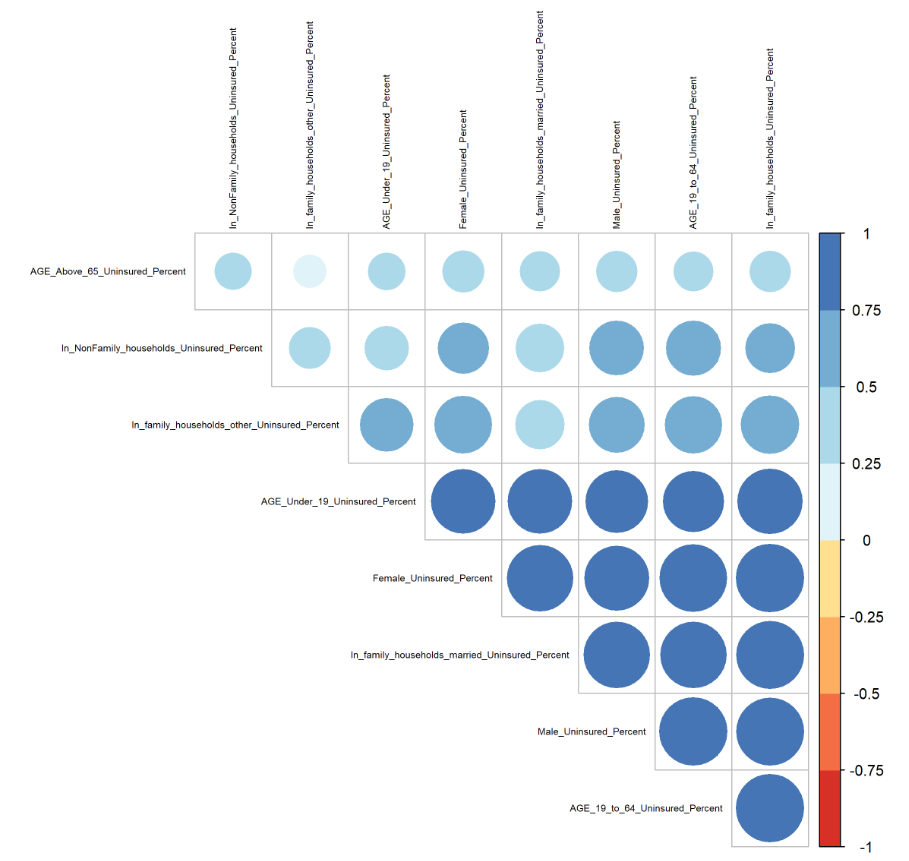 In_NonFamily_households_Uninsured_Percent
In_family_households_other_Uninsured_Percent
AGE_Under_19_Uninsured_Percent
Female_Uninsured_Percent
In_family_households_married_Uninsured_Percent
Male_Uninsured_Percent
AGE_19_to_64_Uninsured_Percent
In_family_households_Uninsured_Percent
AGE_Above_65_Uninsured_Percent
In_NonFamily_households_Uninsured_Percent
In_family_households_other_Uninsured_Percent
AGE_Under_19_Uninsured_Percent
Female_Uninsured_Percent
In_family_households_married_Uninsured_Percent
Male_Uninsured_Percent
AGE_19_to_64_Uninsured_Percent
1
0.75
0.5
0.25
0
-0.25
-0.5
-0.75
-1